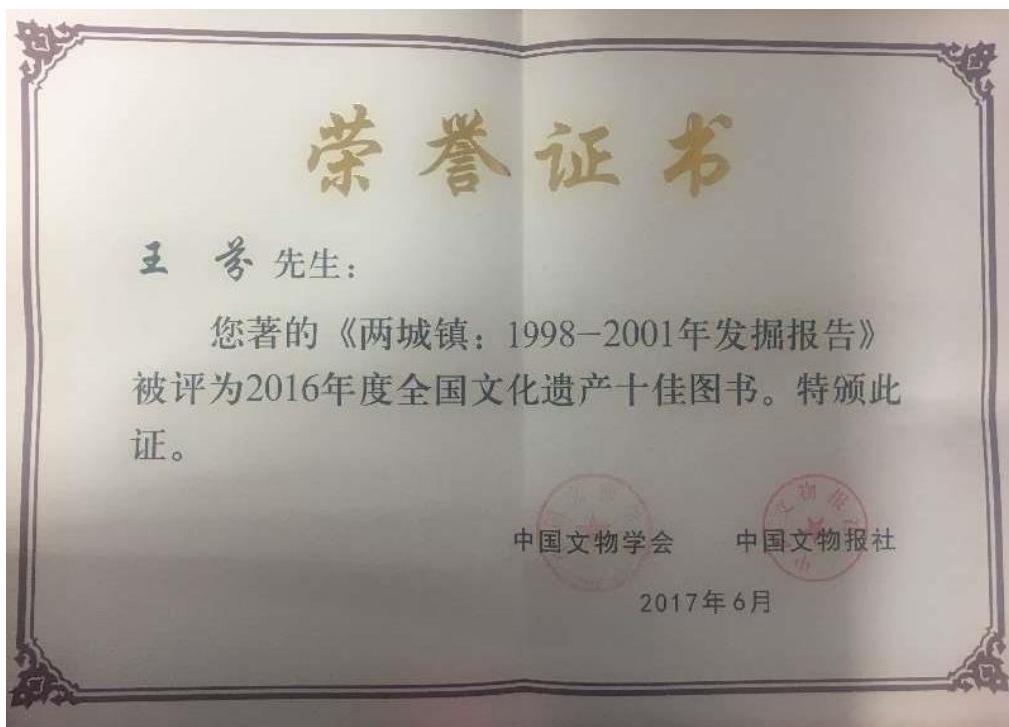 荣誉证书
王 芬 先生：
您著的《两城镇：1998-2001年发掘报告》
被评为2016年度全国文化遗产十佳图书。特颁此
证。
中国文物学会 中国文物报社
2017年6月